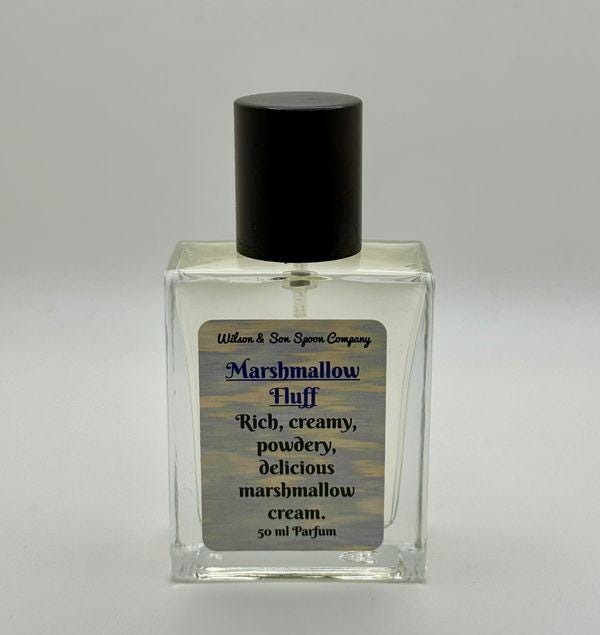 Wilson & Son Spoon Company
Marshmallow
Fluff
Rich, creamy,
powdery,
delicious
marshmallow
cream.
50 ml Parfum